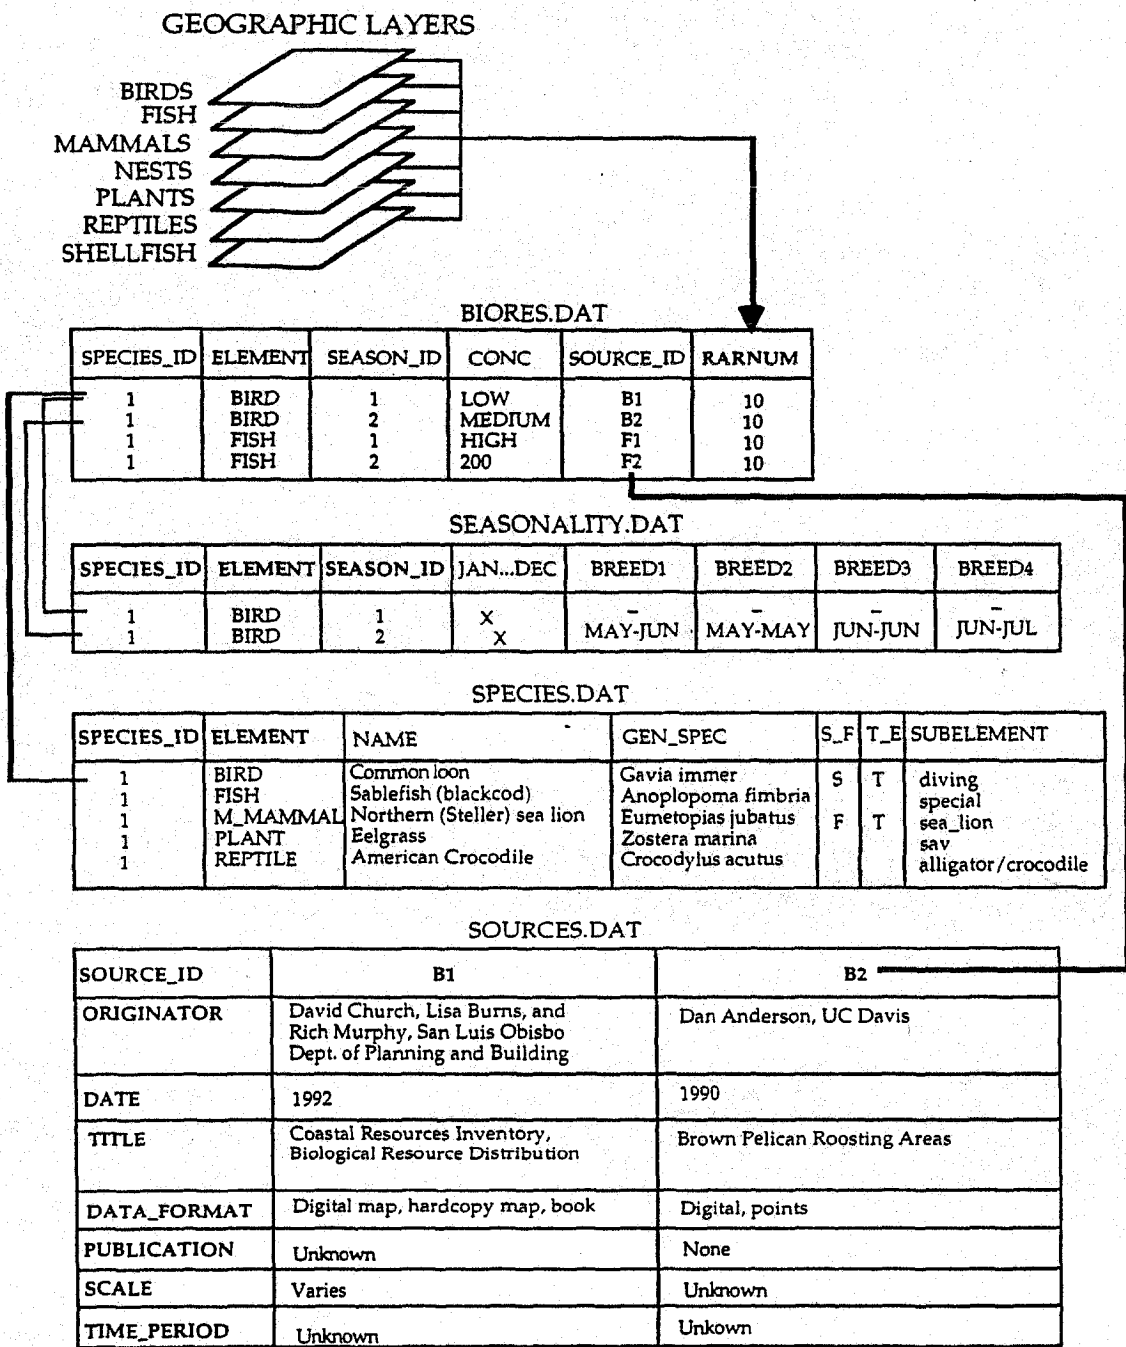 GEOGRAPHIC LAYERS
BIRDS
FISH
MAMMALS
NESTS
PLANTS
REPTILES
SHELLFISH
BIORES.DAT
SPECIES_ID ELEMENT SEASON_ID CONC SOURCE_ID RARNUM
1 BIRD 1 LOW B1 10
1 BIRD 2 MEDIUM B2 10
1 FISH 1 HIGH F1 10
1 FISH 2 200 F2 10
SEASONALITY.DAT
SPECIES_ID ELEMENT SEASON_ID JAN...DEC BREED1 BREED2 BREED3 BREED4
1 BIRD 1 X – – – –
1 BIRD 2 X MAY-JUN MAY-MAY JUN-JUN JUN-JUL
SPECIES.DAT
SPECIES_ID ELEMENT NAME GEN_SPEC S_F T_E SUBELEMENT
1 BIRD Common loon Gavia immer S T diving
1 FISH Sablefish (blackcod) Anoplopoma fimbria special
1 M_MAMMAL Northern (Steller) sea lion Eumetopias jubatus F T sea_lion
1 PLANT Eelgrass Zostera marina sav
1 REPTILE American Crocodile Crocodylus acutus alligator/crocodile
SOURCES.DAT
SOURCE_ID B1 B2
ORIGINATOR David Church, Lisa Burns, and Dan Anderson, UC Davis
Rich Murphy, San Luis Obisbo
Dept. of Planning and Building
DATE 1992 1990
TITLE Coastal Resources Inventory, Brown Pelican Roosting Areas
Biological Resource Distribution
DATA_FORMAT Digital map, hardcopy map, book Digital, points
PUBLICATION Unknown None
SCALE Varies Unknown
TIME_PERIOD Unknown Unkown